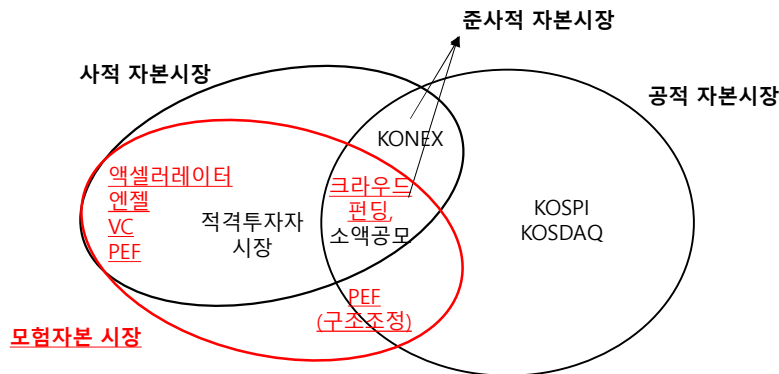 준사적 자본시장
사적 자본시장
공적 자본시장
KONEX
액셀러레이터
엔젤
VC
PEF
적격투자자
시장
크라우드
펀딩,
소액공모
KOSPI
KOSDAQ
PEF
(구조조정)
모험자본 시장